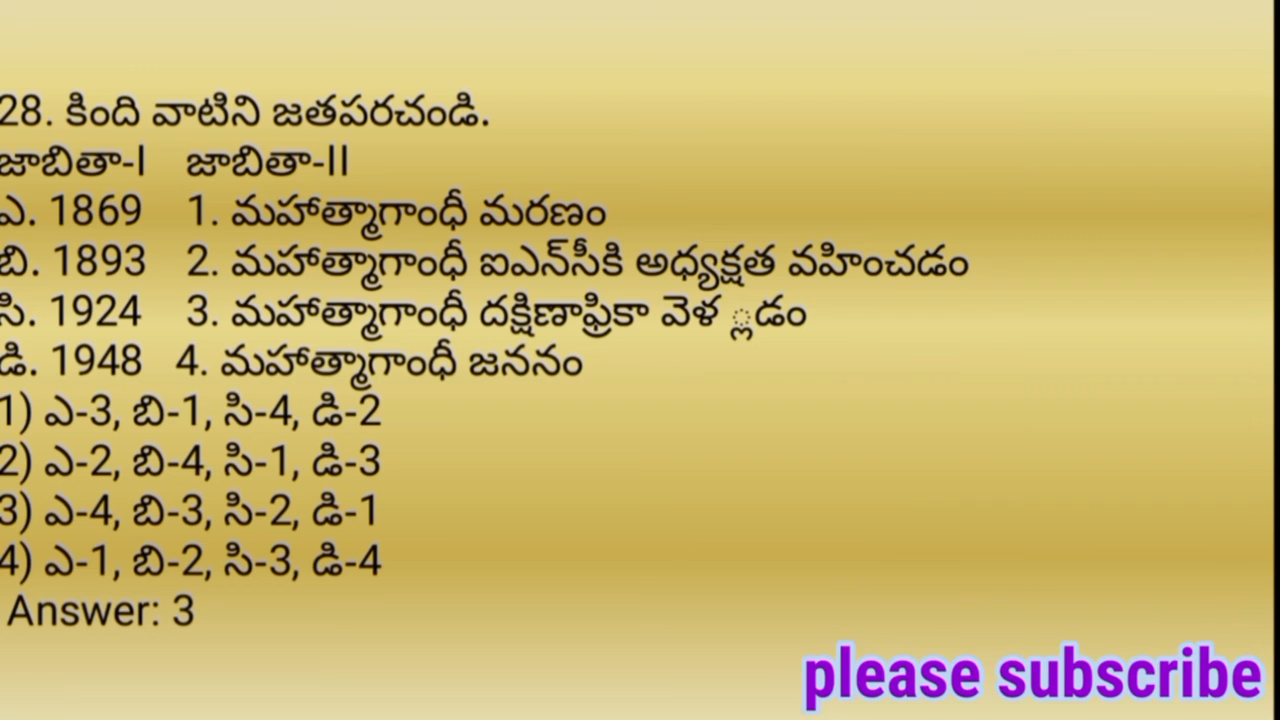 28. కింది వాటిని జతపరచండి.
జాబితా-I జాబితా-II
ఎ. 1869 1. మహాత్మాగాంధీ మరణం
బి. 1893 2. మహాత్మాగాంధీ ఐఎన్‌సీకి అధ్యక్షత వహించడం
సి. 1924 3. మహాత్మాగాంధీ దక్షిణాఫ్రికా వెళ ్లడం
డి. 1948 4. మహాత్మాగాంధీ జననం
1) ఎ-3, బి-1, సి-4, డి-2
2) ఎ-2, బి-4, సి-1, డి-3
3) ఎ-4, బి-3, సి-2, డి-1
4) ఎ-1, బి-2, సి-3, డి-4
Answer: 3
please subscribe